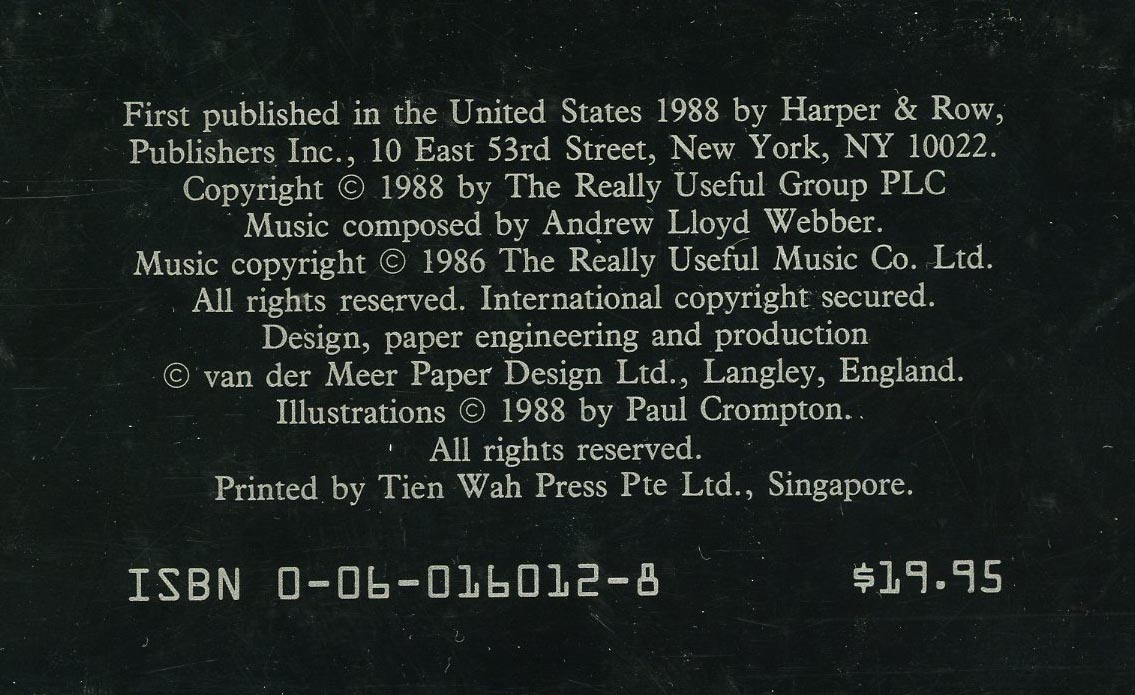 First published in the United States 1988 by Harper & Row,
Publishers Inc., 10 East 53rd Street, New York, NY 10022.
Copyright © 1988 by The Really Useful Group PLC
Music composed by Andrew Lloyd Webber.
Music copyright © 1986 The Really Useful Music Co. Ltd.
All rights reserved. International copyright secured.
Design, paper engineering and production
© van der Meer Paper Design Ltd., Langley, England.
Illustrations © 1988 by Paul Crompton.
All rights reserved.
Printed by Tien Wah Press Pte Ltd., Singapore.
ISBN 0-06-016012-8 $19.95